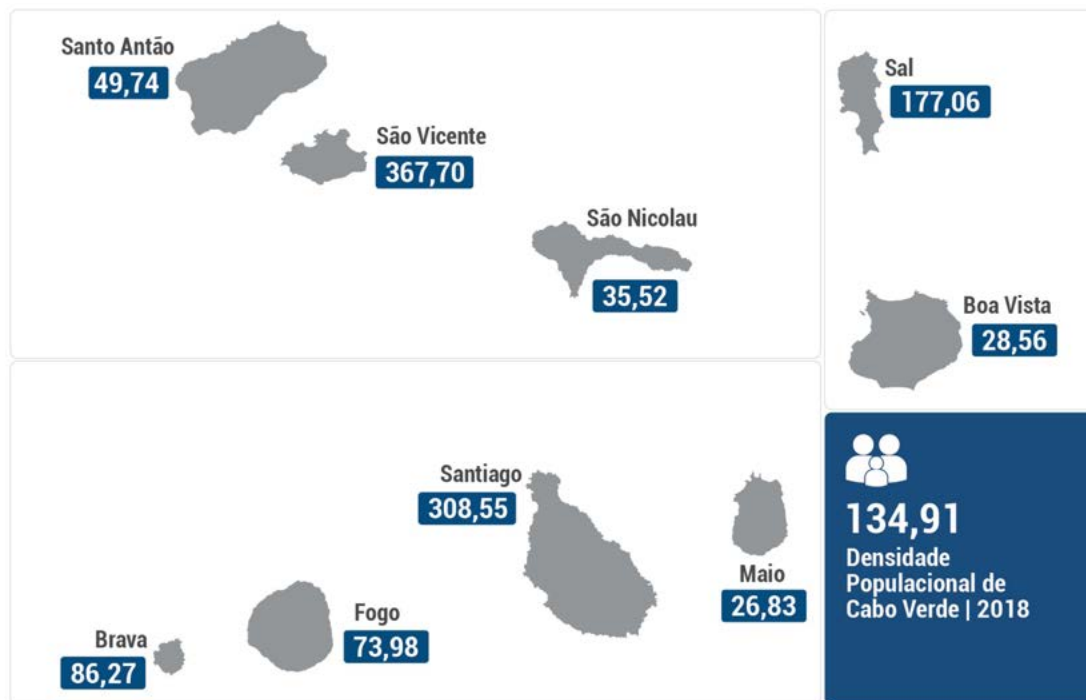 Santo Antão
49,74
São Vicente
367,70
São Nicolau
35,52
Sal
177,06
Boa Vista
28,56
Santiago
308,55
Maio
26,83
Fogo
73,98
Brava
86,27
134,91
Densidade
Populacional de
Cabo Verde | 2018